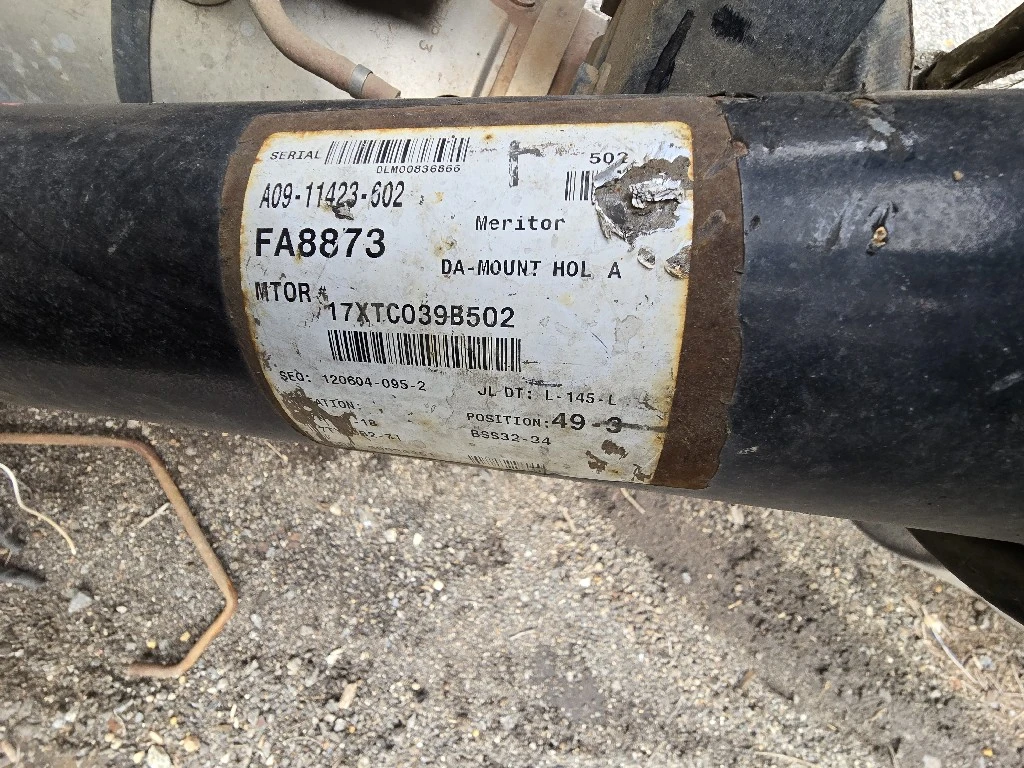 SERIAL
DLM00836866
502
A09-11423-602
Meritor
FA8873
DA-MOUNT HOL A
MTOR #
17XTC039B502
SEQ: 120604-095-2
JL DT: L-145-L
POSITION: 49-3
BSS32-34